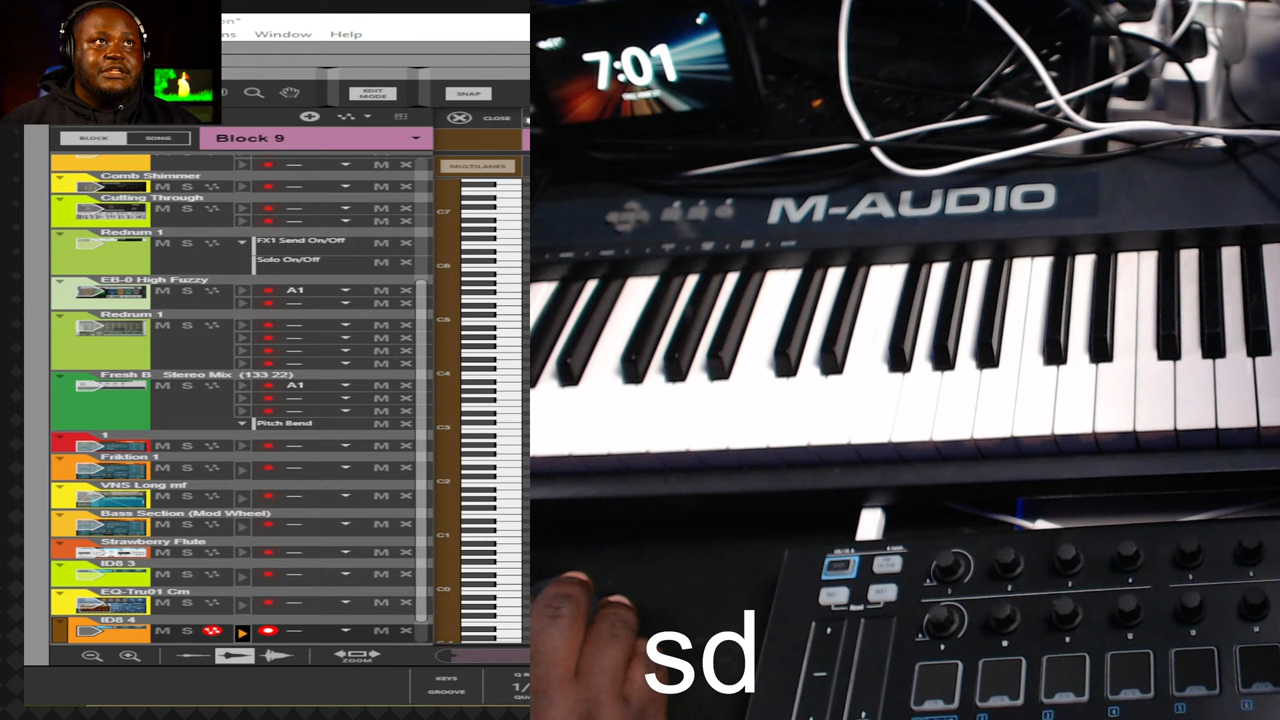 on"
ns Window Help
EDIT MODE
SNAP
CLOSE
BLOCK SONG Block 9
MULTILANES
Comb Shimmer
M S M
Cutting Through
M S M
M
Redrum 1
M S FX1 Send On/Off M
Solo On/Off M
EB-0 High Fuzzy
M S A1 M
M
Redrum 1
M S M
M
M
M
Fresh B Stereo Mix (133 22)
M S A1 M
M
M
Pitch Bend M
1
M S M
Friktion 1
M S M
VNS Long mf
M S M
Bass Section (Mod Wheel)
M S M
Strawberry Flute
M S M
ID8 3
M S M
EQ-Tru01 Cm
M S M
ID8 4
M S M
C7
C6
C5
C4
C3
C2
C1
C0
ZOOM
KEYS
GROOVE
7:01
M-AUDIO
sd